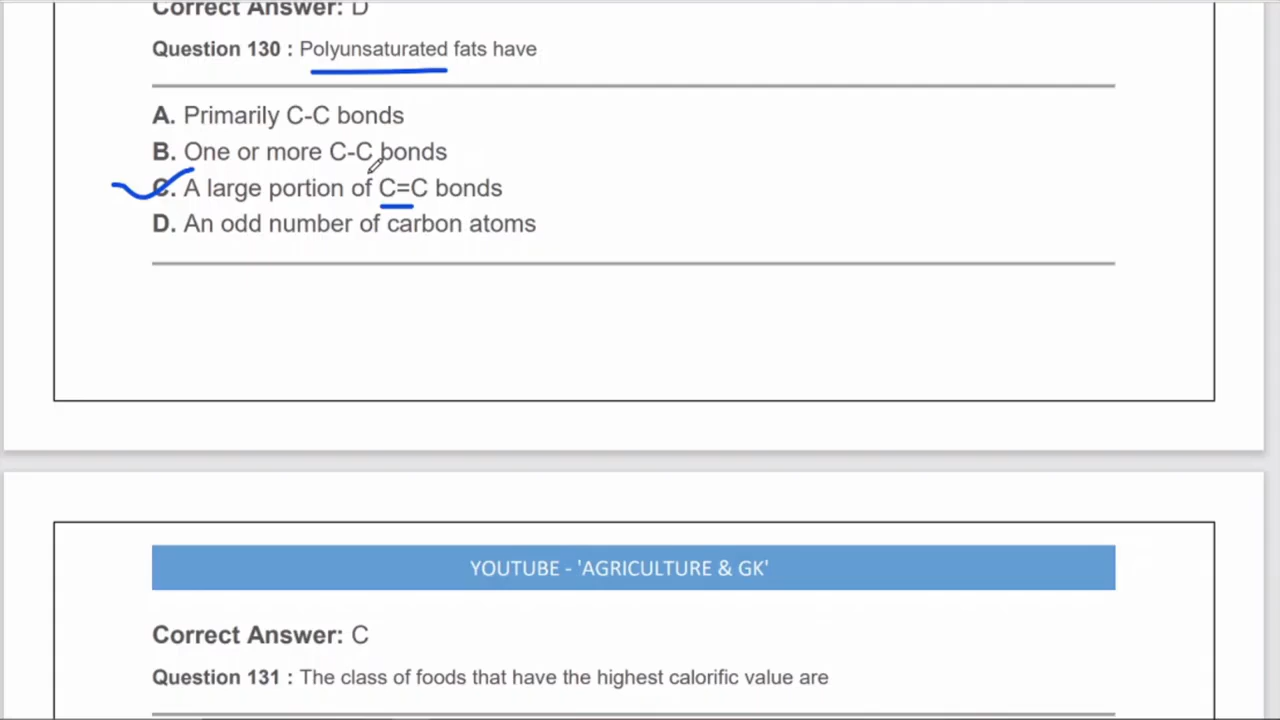 Correct Answer: D
Question 130 : Polyunsaturated fats have
A. Primarily C-C bonds
B. One or more C-C bonds
C. A large portion of C=C bonds
D. An odd number of carbon atoms
YOUTUBE - 'AGRICULTURE & GK'
Correct Answer: C
Question 131 : The class of foods that have the highest calorific value are